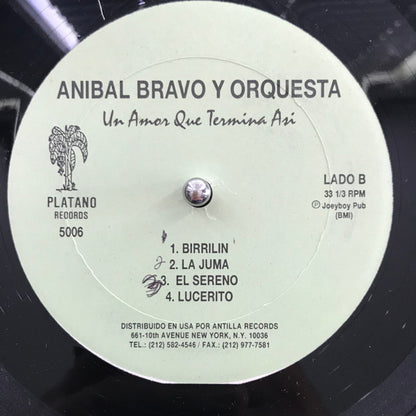 ANIBAL BRAVO Y ORQUESTA
Un Amor Que Termina Asi
PLATANO
RECORDS
5006
LADO B
33 1/3 RPM
℗ Joeyboy Pub
(BMI)
1. BIRRILIN
2 2. LA JUMA
3. EL SERENO
4. LUCERITO
DISTRIBUIDO EN USA POR ANTILLA RECORDS
661-10th AVENUE NEW YORK, N.Y. 10036
TEL.: (212) 582-4546 / FAX.: (212) 977-7581